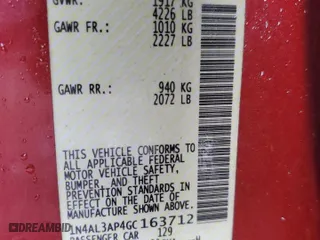 GVWR: 1917 KG
4226 LB
GAWR FR.: 1010 KG
2227 LB
GAWR RR.: 940 KG
2072 LB
THIS VEHICLE CONFORMS TO
ALL APPLICABLE FEDERAL
MOTOR VEHICLE SAFETY,
BUMPER, AND THEFT
PREVENTION STANDARDS IN
EFFECT ON THE DATE OF
MANUFACTURE SHOWN ABOVE.
1N4AL3AP4GC163712
PASSENGER CAR 129
DREAMBID